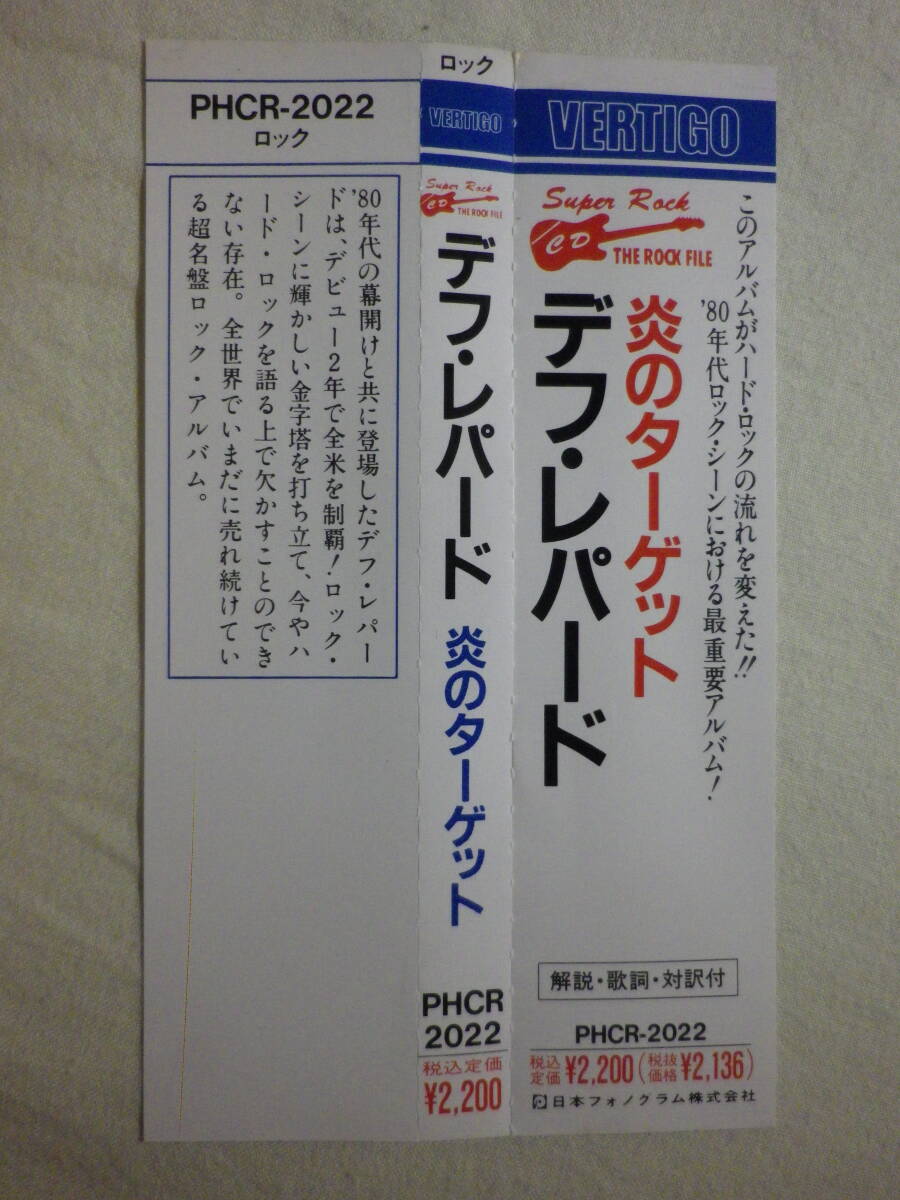 PHCR-2022
ロック
'80年代の幕開けと共に登場したデフ・レパー
ドは、デビュー2年で全米を制覇!ロック・
シーンに輝かしい金字塔を打ち立て、今やハ
ード・ロックを語る上で欠かすことのでき
ない存在。全世界でいまだに売れ続けてい
る超名盤ロック・アルバム。
ロック
VERTIGO
Super Rock
CD
THE ROCK FILE
デフ・レパード 炎のターゲット
PHCR
2022
税込定価
¥2,200
VERTIGO
Super Rock
CD
THE ROCK FILE
このアルバムがハード・ロックの流れを変えた!!
'80年代ロック・シーンにおける最重要アルバム!
炎のターゲット
デフ・レパード
解説・歌詞・対訳付
PHCR-2022
税込定価¥2,200(税抜価格¥2,136)
日本フォノグラム株式会社